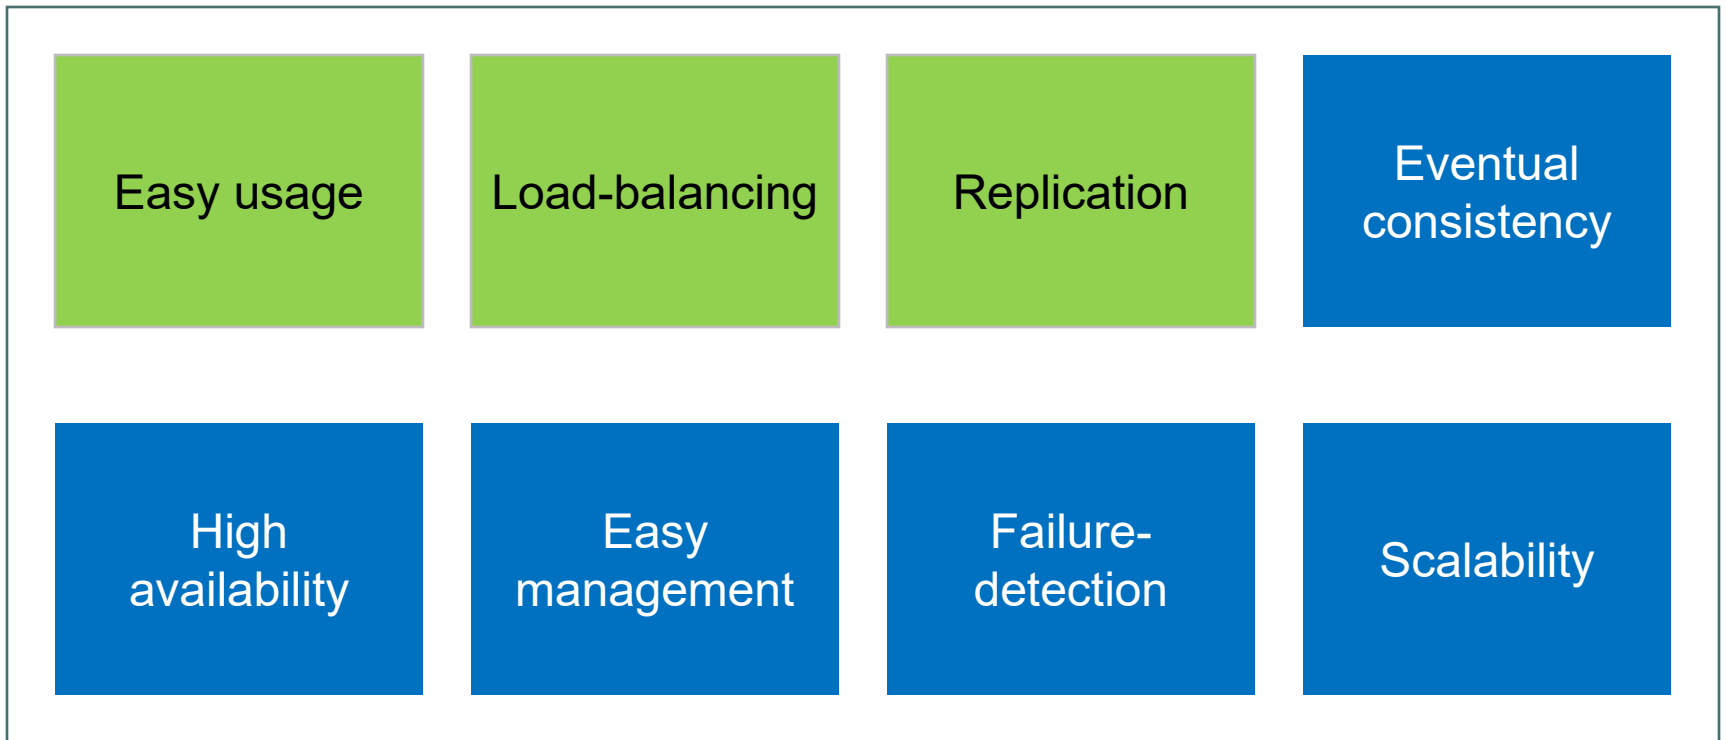 Easy usage
Load-balancing
Replication
Eventual
consistency
High
availability
Easy
management
Failure-
detection
Scalability